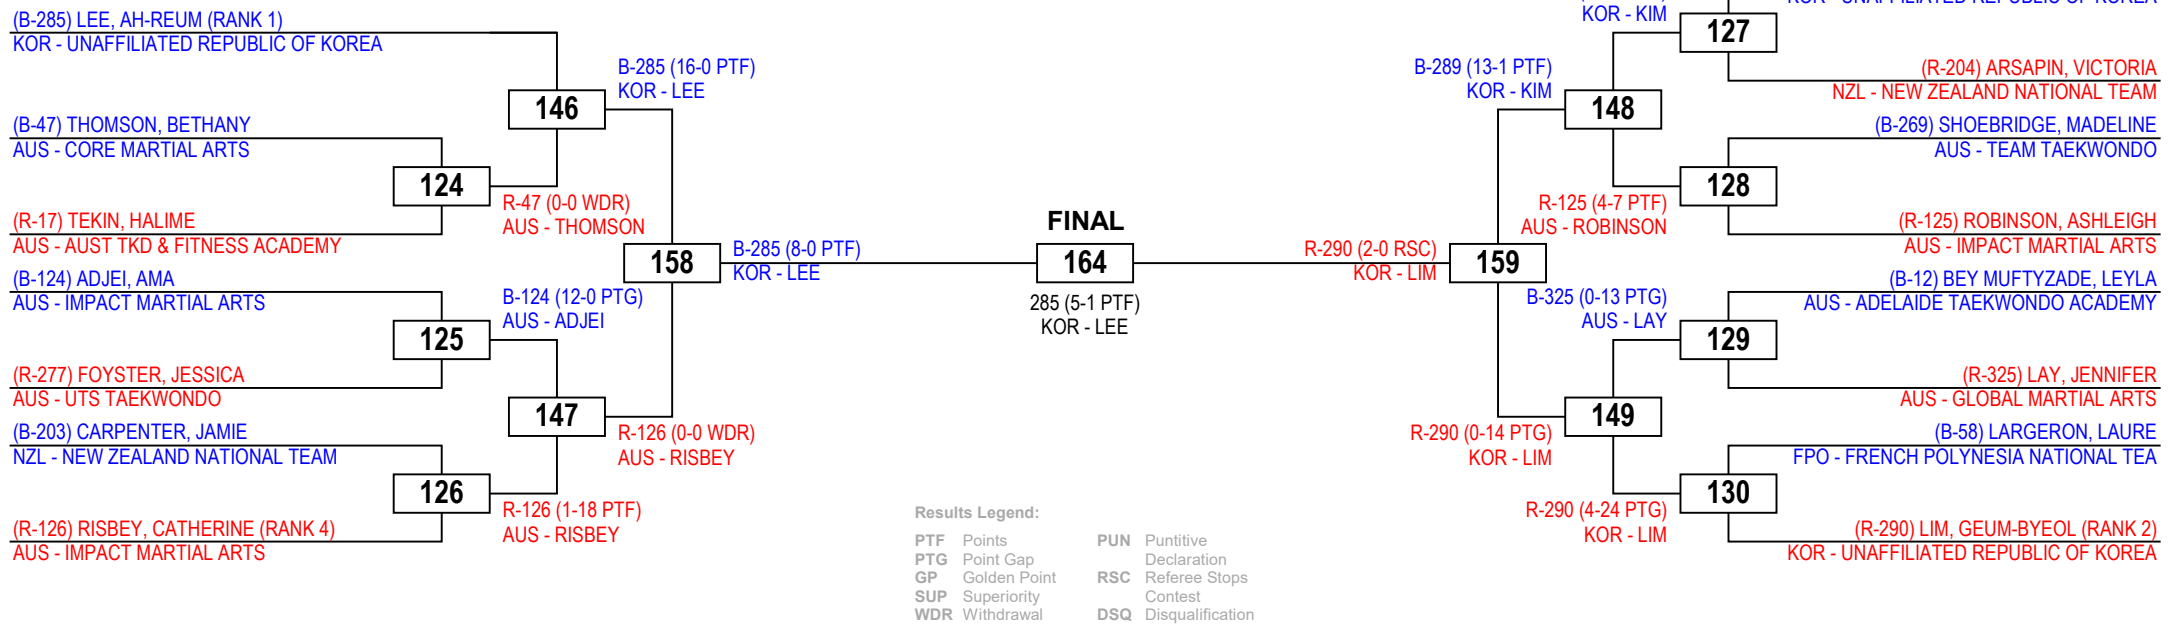 (B-285) LEE, AH-REUM (RANK 1)
KOR - UNAFFILIATED REPUBLIC OF KOREA
B-285 (16-0 PTF)
KOR - LEE
146
(B-47) THOMSON, BETHANY
AUS - CORE MARTIAL ARTS
124
R-47 (0-0 WDR)
AUS - THOMSON
(R-17) TEKIN, HALIME
AUS - AUST TKD & FITNESS ACADEMY
158
B-285 (8-0 PTF)
KOR - LEE
(B-124) ADJEI, AMA
AUS - IMPACT MARTIAL ARTS
B-124 (12-0 PTG)
AUS - ADJEI
125
(R-277) FOYSTER, JESSICA
AUS - UTS TAEKWONDO
147
R-126 (0-0 WDR)
AUS - RISBEY
(B-203) CARPENTER, JAMIE
NZL - NEW ZEALAND NATIONAL TEAM
126
R-126 (1-18 PTF)
AUS - RISBEY
(R-126) RISBEY, CATHERINE (RANK 4)
AUS - IMPACT MARTIAL ARTS
FINAL
164
285 (5-1 PTF)
KOR - LEE
KOR - UNAFFILIATED REPUBLIC OF KOREA
KOR - KIM
127
(R-204) ARSAPIN, VICTORIA
NZL - NEW ZEALAND NATIONAL TEAM
B-289 (13-1 PTF)
KOR - KIM
148
(B-269) SHOEBRIDGE, MADELINE
AUS - TEAM TAEKWONDO
128
R-125 (4-7 PTF)
AUS - ROBINSON
(R-125) ROBINSON, ASHLEIGH
AUS - IMPACT MARTIAL ARTS
R-290 (2-0 RSC)
KOR - LIM
159
(B-12) BEY MUFTYZADE, LEYLA
AUS - ADELAIDE TAEKWONDO ACADEMY
B-325 (0-13 PTG)
AUS - LAY
129
(R-325) LAY, JENNIFER
AUS - GLOBAL MARTIAL ARTS
149
R-290 (0-14 PTG)
KOR - LIM
(B-58) LARGERON, LAURE
FPO - FRENCH POLYNESIA NATIONAL TEA
130
R-290 (4-24 PTG)
KOR - LIM
(R-290) LIM, GEUM-BYEOL (RANK 2)
KOR - UNAFFILIATED REPUBLIC OF KOREA
Results Legend:
PTF Points
PTG Point Gap
GP Golden Point
SUP Superiority
WDR Withdrawal
PUN Puntitive
Declaration
RSC Referee Stops
Contest
DSQ Disqualification